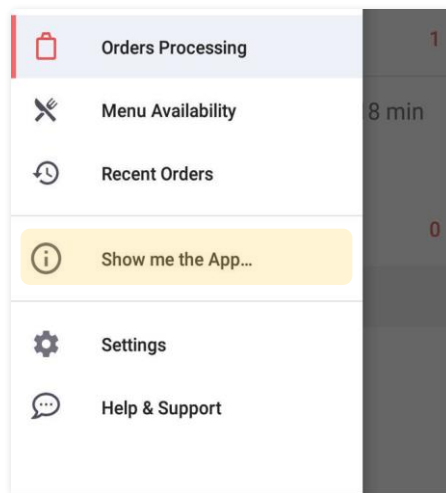 Orders Processing
1
Menu Availability
8 min
Recent Orders
0
Show me the App...
Settings
Help & Support